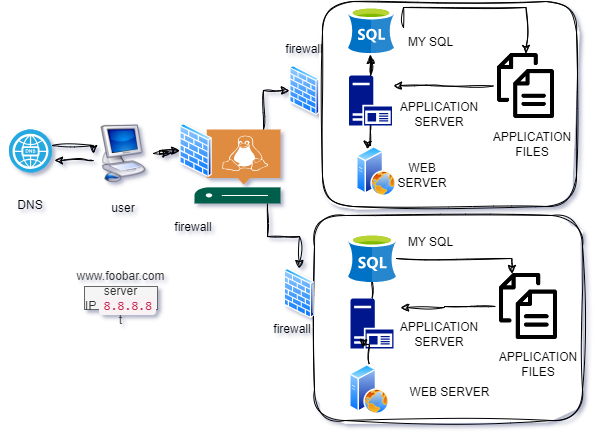 firewall
SQL
MY SQL
APPLICATION
SERVER
APPLICATION
FILES
WEB
SERVER
DNS
DNS
user
firewall
www.foobar.com
server
IP 8.8.8.8
t
firewall
SQL
MY SQL
APPLICATION
SERVER
APPLICATION
FILES
WEB SERVER